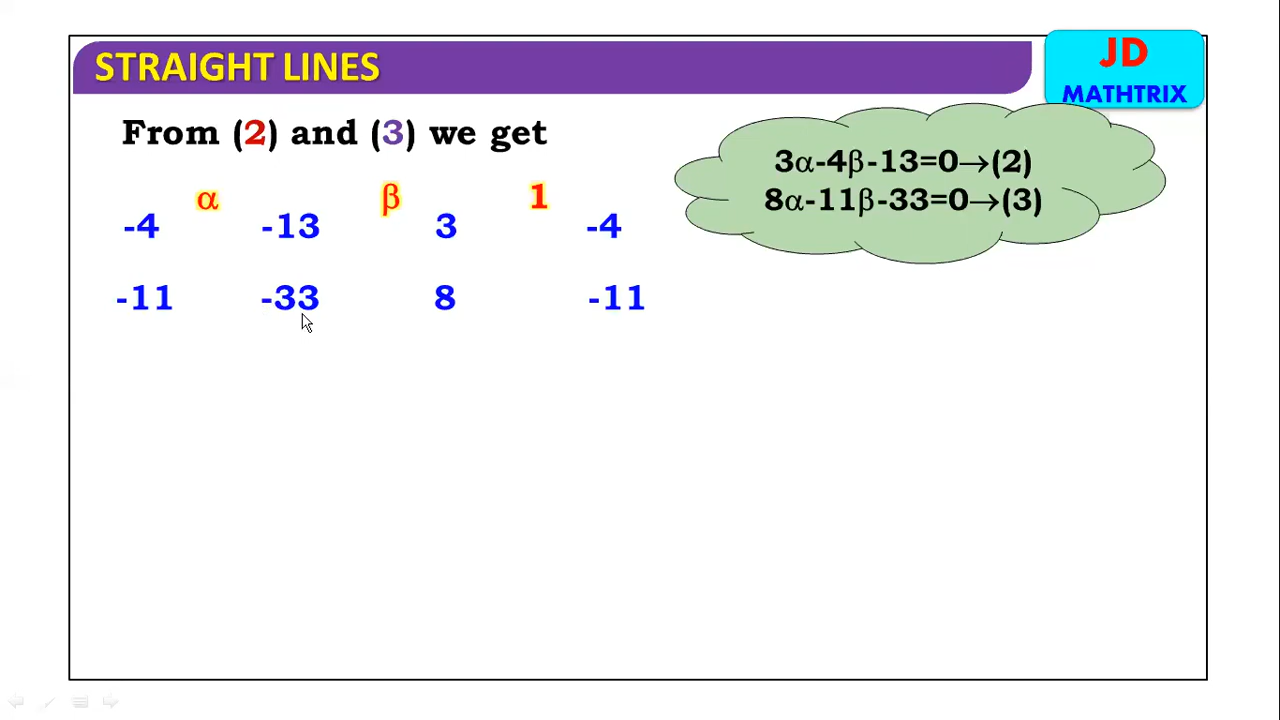 STRAIGHT LINES
JD
MATHTRIX
From (2) and (3) we get
3α-4β-13=0→(2)
8α-11β-33=0→(3)
α β 1
-4 -13 3 -4
-11 -33 8 -11